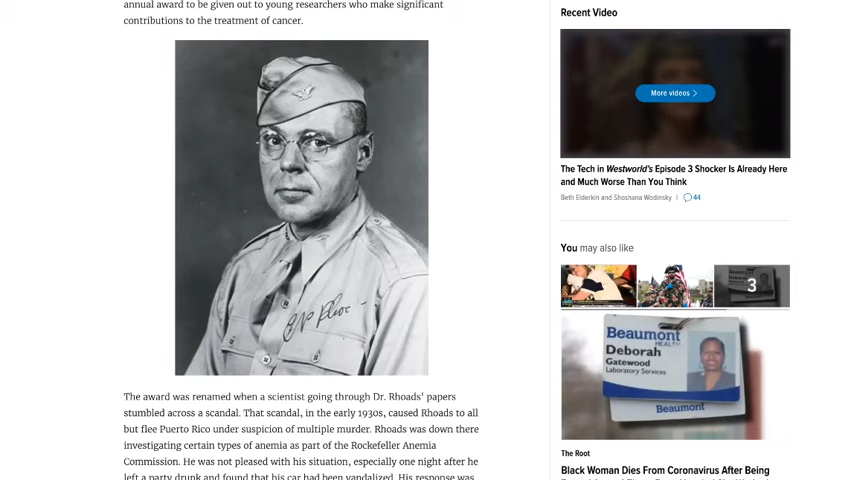 annual award to be given out to young researchers who make significant
contributions to the treatment of cancer.
The award was renamed when a scientist going through Dr. Rhoads' papers
stumbled across a scandal. That scandal, in the early 1930s, caused Rhoads to all
but flee Puerto Rico under suspicion of multiple murder. Rhoads was down there
investigating certain types of anemia as part of the Rockefeller Anemia
Commission. He was not pleased with his situation, especially one night after he
left a party drunk and found that his car had been vandalized. His response was
Recent Video
More videos >
The Tech in Westworld's Episode 3 Shocker Is Already Here
and Much Worse Than You Think
Beth Elderkin and Shoshana Wodinsky | 44
You may also like
3
Beaumont
HEALTH
Deborah
Gatewood
Laboratory Services
Beaumont
The Root
Black Woman Dies From Coronavirus After Being